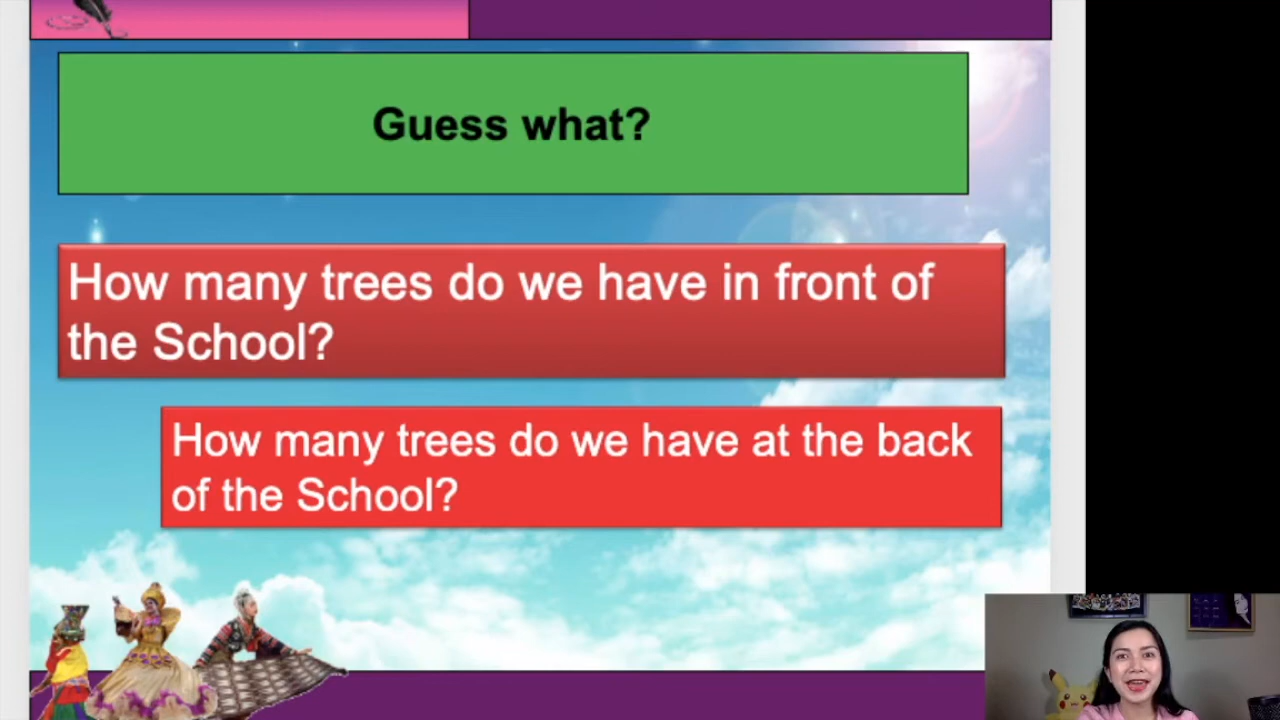 Guess what?
How many trees do we have in front of
the School?
How many trees do we have at the back
of the School?